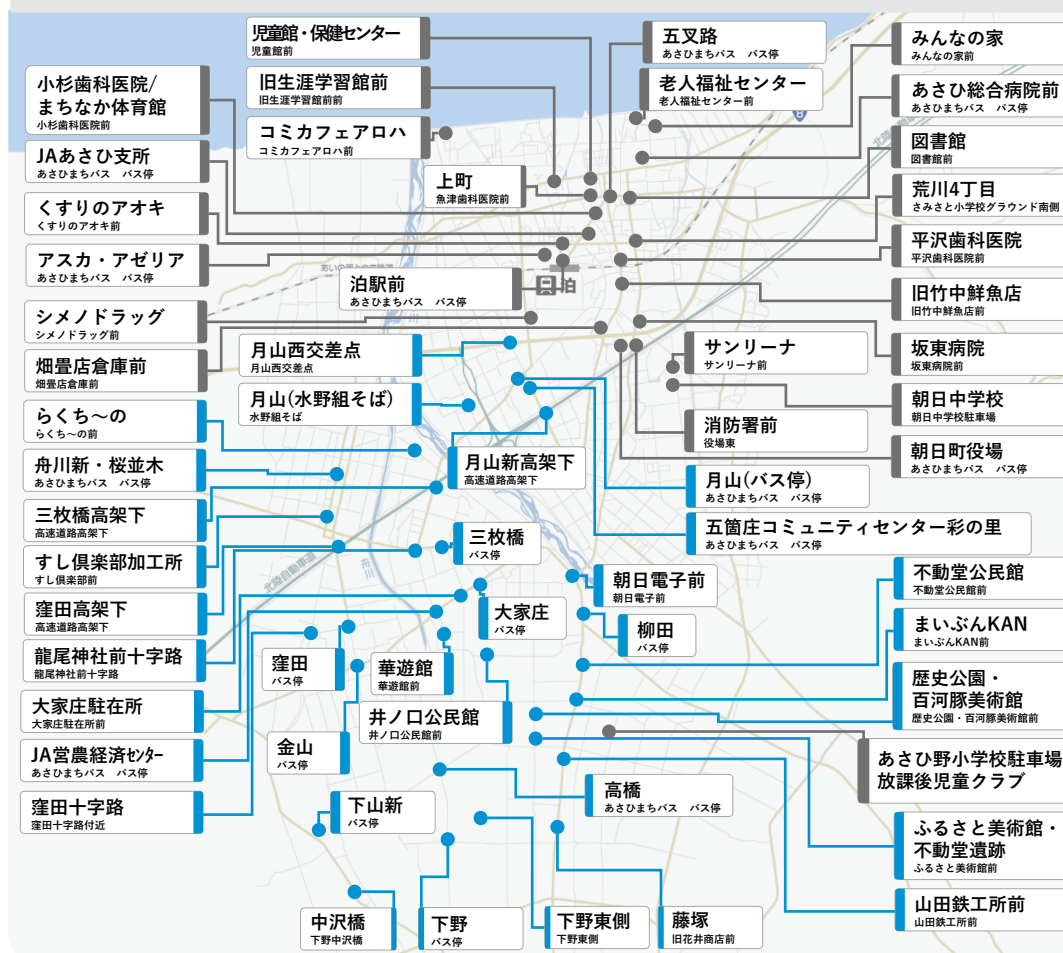 児童館・保健センター
児童館前
五叉路
あさひまちバス バス停
みんなの家
みんなの家前
小杉歯科医院/
まちなか体育館
小杉歯科医院前
旧生涯学習館前
旧生涯学習館前前
老人福祉センター
老人福祉センター前
あさひ総合病院前
あさひまちバス バス停
コミカフェアロハ
コミカフェアロハ前
図書館
図書館前
JAあさひ支所
あさひまちバス バス停
上町
魚津歯科医院前
荒川4丁目
さみさと小学校グラウンド南側
くすりのアオキ
くすりのアオキ前
平沢歯科医院
平沢歯科医院前
アスカ・アゼリア
あさひまちバス バス停
泊駅前
あさひまちバス バス停
泊
旧竹中鮮魚店
旧竹中鮮魚店前
シメノドラッグ
シメノドラッグ前
月山西交差点
月山西交差点
サンリーナ
サンリーナ前
坂東病院
坂東病院前
畑畳店倉庫前
畑畳店倉庫前
月山(水野組そば)
水野組そば
朝日中学校
朝日中学校駐車場
らくち～の
らくち～の前
消防署前
役場東
朝日町役場
あさひまちバス バス停
舟川新・桜並木
あさひまちバス バス停
月山新高架下
高速道路高架下
月山(バス停)
あさひまちバス バス停
三枚橋高架下
高速道路高架下
五箇庄コミュニティセンター彩の里
あさひまちバス バス停
すし倶楽部加工所
すし倶楽部前
三枚橋
バス停
北陸自動車道
舟川
朝日電子前
朝日電子前
不動堂公民館
不動堂公民館前
窪田高架下
高速道路高架下
大家庄
バス停
柳田
バス停
まいぶんKAN
まいぶんKAN前
龍尾神社前十字路
龍尾神社前十字路
窪田
バス停
華遊館
華遊館前
歴史公園・
百河豚美術館
歴史公園・百河豚美術館前
大家庄駐在所
大家庄駐在所前
井ノ口公民館
井ノ口公民館前
JA営農経済センター
あさひまちバス バス停
金山
バス停
あさひ野小学校駐車場
放課後児童クラブ
窪田十字路
窪田十字路付近
下山新
バス停
高橋
あさひまちバス バス停
ふるさと美術館・
不動堂遺跡
ふるさと美術館前
中沢橋
下野中沢橋
下野
バス停
下野東側
下野東側
藤塚
旧花井商店前
山田鉄工所前
山田鉄工所前